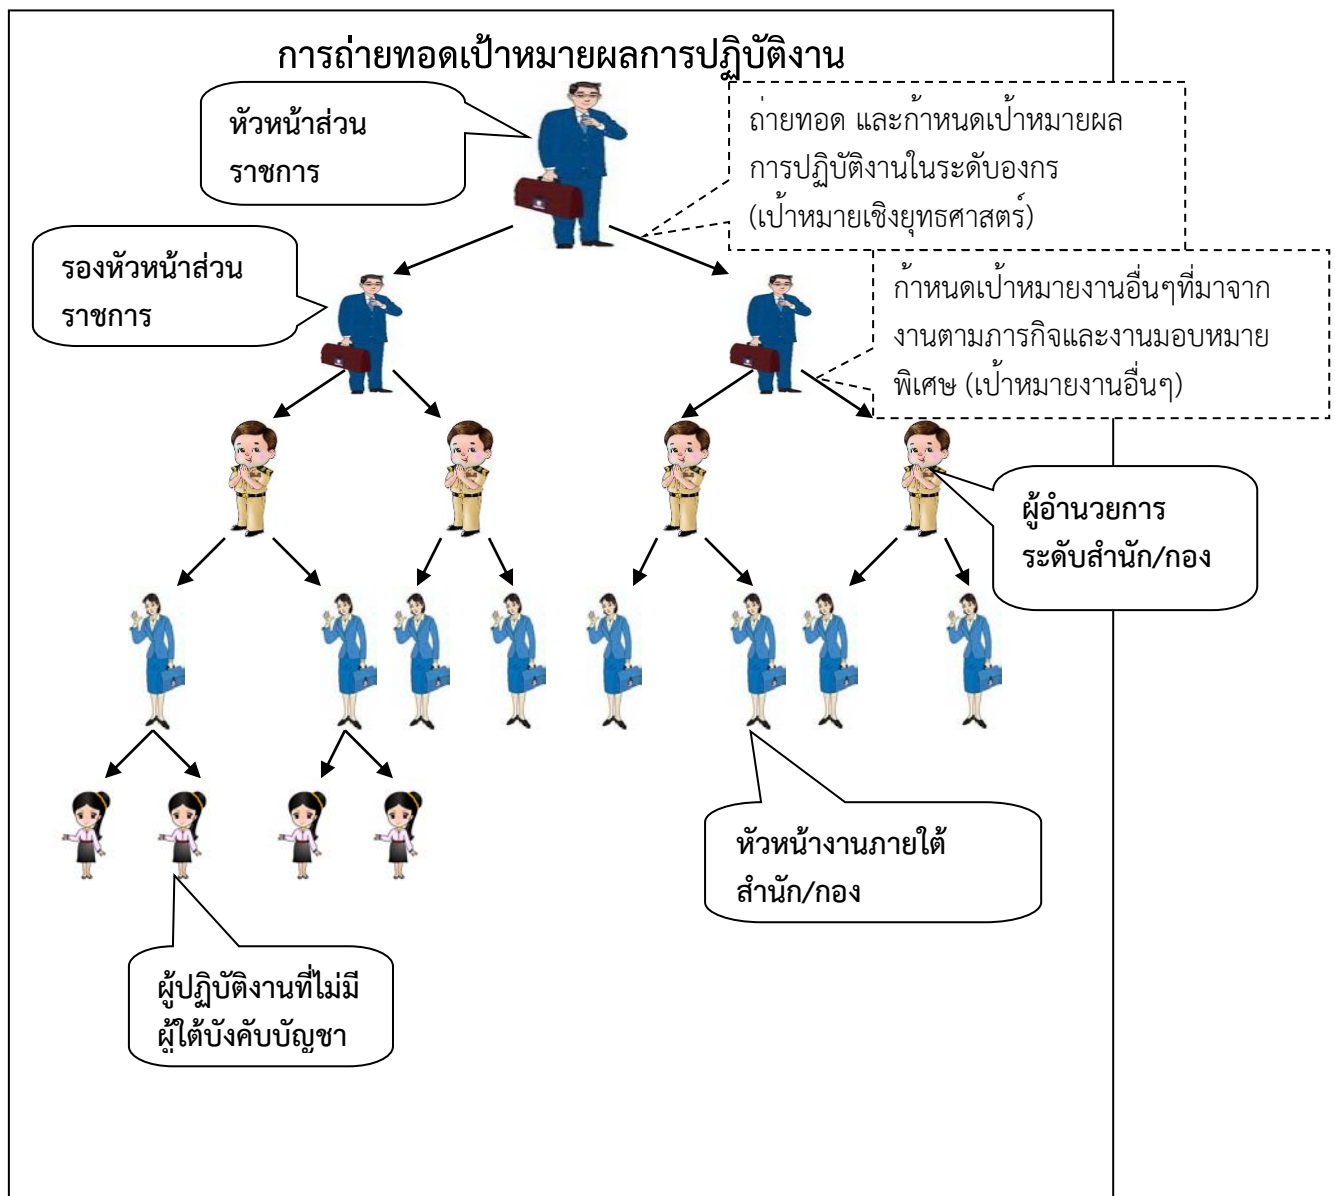 การถ่ายทอดเป้าหมายผลการปฏิบัติงาน
หัวหน้าส่วน
ราชการ
ถ่ายทอด และก้าหนดเป้าหมายผล
การปฏิบัติงานในระดับองกร
(เป้าหมายเชิงยุทธศาสตร์)
รองหัวหน้าส่วน
ราชการ
ก้าหนดเป้าหมายงานอื่นๆที่มาจาก
งานตามภารกิจและงานมอบหมาย
พิเศษ (เป้าหมายงานอื่นๆ)
ผู้อำนวยการ
ระดับสำนัก/กอง
หัวหน้างานภายใต้
สำนัก/กอง
ผู้ปฏิบัติงานที่ไม่มี
ผู้ใต้บังคับบัญชา